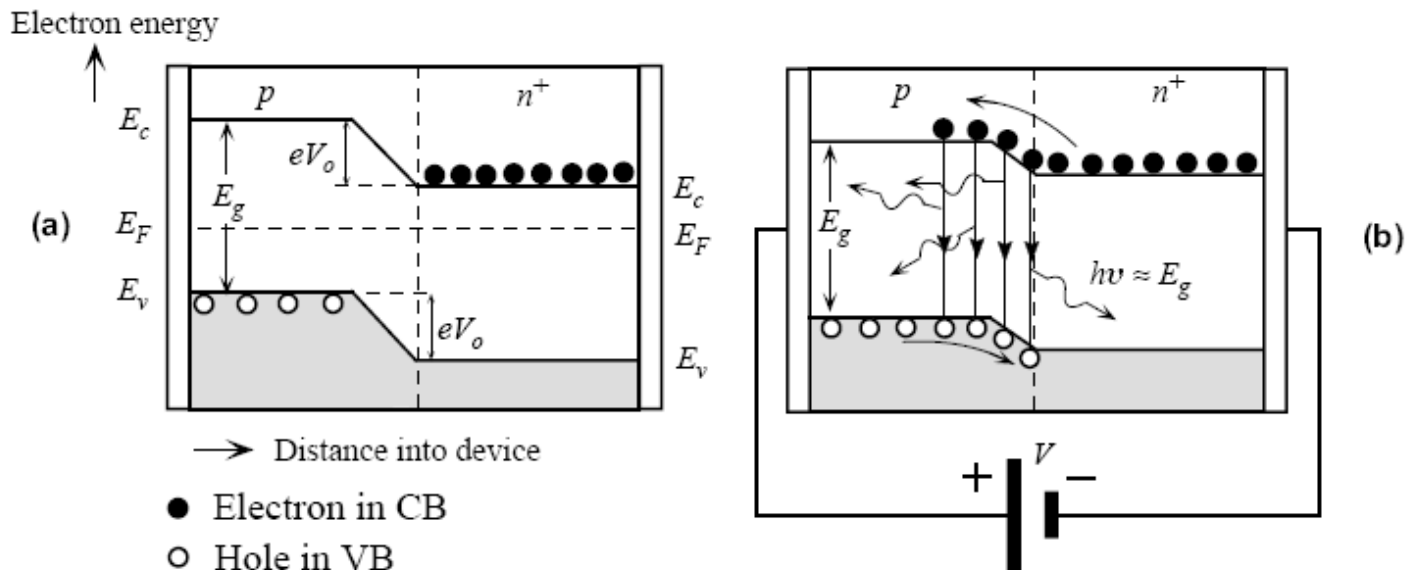 Electron energy
p
n⁺
E_c
eV_o
E_g
E_c
(a)
E_F
E_F
E_v
eV_o
E_v
Distance into device
Electron in CB
Hole in VB
p
n⁺
E_g
hυ ≈ E_g
(b)
V
+
−